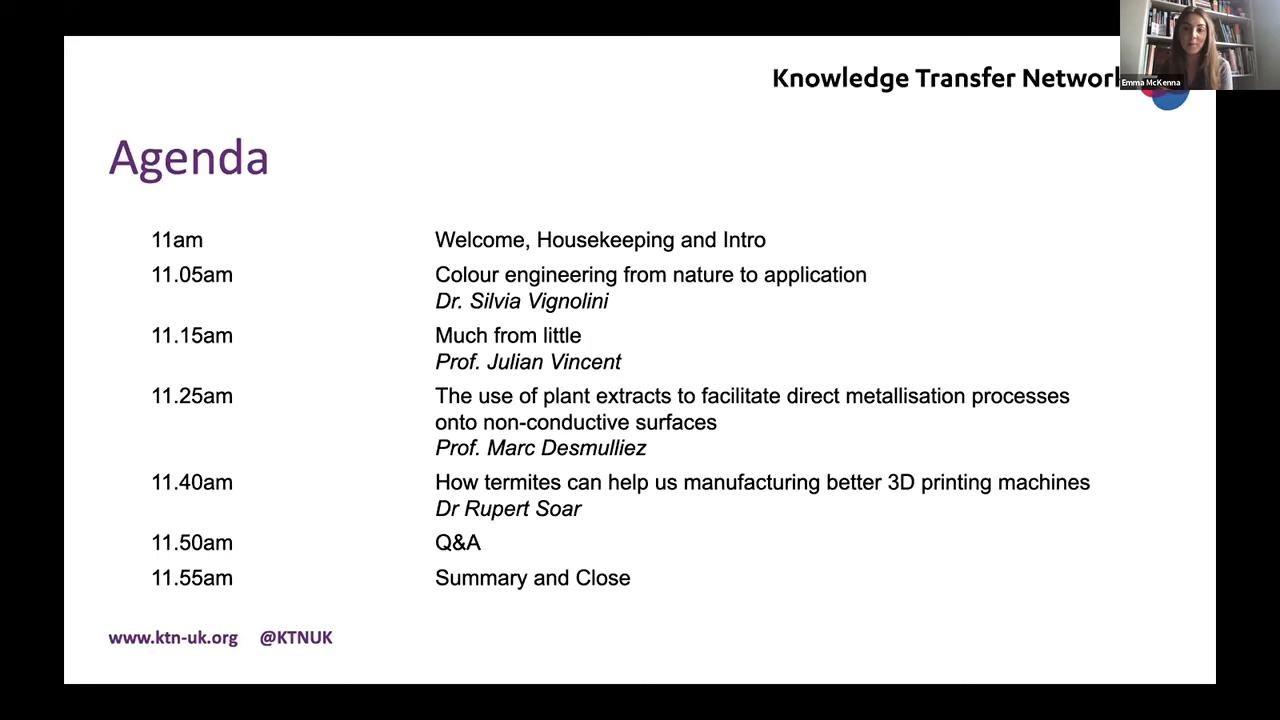 Knowledge Transfer Network
Emma McKenna
Agenda
11am Welcome, Housekeeping and Intro
11.05am Colour engineering from nature to application
Dr. Silvia Vignolini
11.15am Much from little
Prof. Julian Vincent
11.25am The use of plant extracts to facilitate direct metallisation processes
onto non-conductive surfaces
Prof. Marc Desmulliez
11.40am How termites can help us manufacturing better 3D printing machines
Dr Rupert Soar
11.50am Q&A
11.55am Summary and Close
www.ktn-uk.org @KTNUK